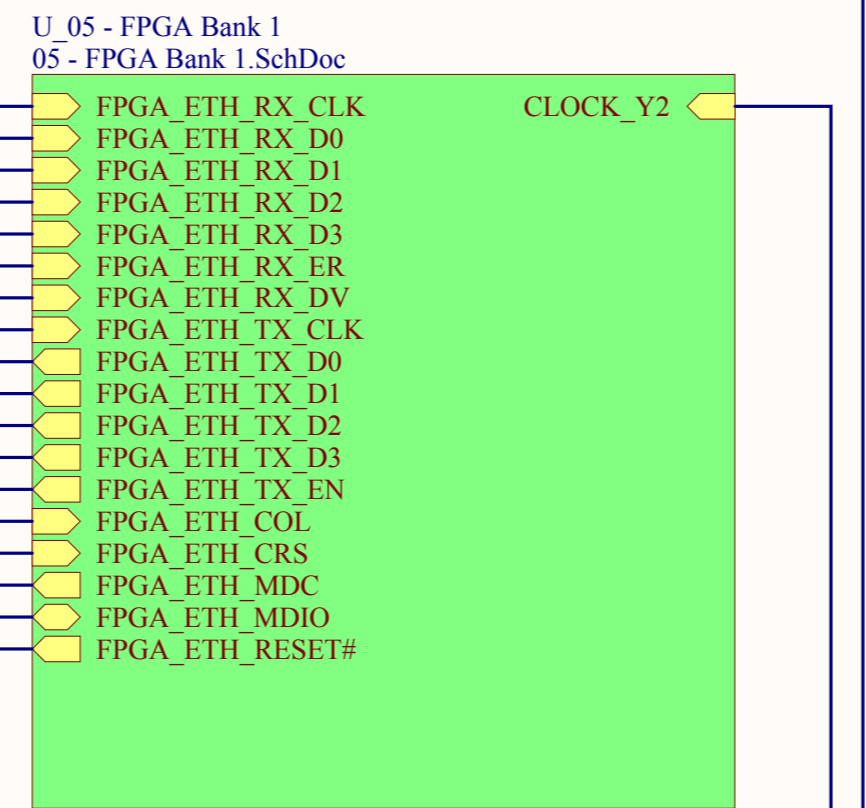 U_05 - FPGA Bank 1
05 - FPGA Bank 1.SchDoc
FPGA_ETH_RX_CLK CLOCK_Y2
FPGA_ETH_RX_D0
FPGA_ETH_RX_D1
FPGA_ETH_RX_D2
FPGA_ETH_RX_D3
FPGA_ETH_RX_ER
FPGA_ETH_RX_DV
FPGA_ETH_TX_CLK
FPGA_ETH_TX_D0
FPGA_ETH_TX_D1
FPGA_ETH_TX_D2
FPGA_ETH_TX_D3
FPGA_ETH_TX_EN
FPGA_ETH_COL
FPGA_ETH_CRS
FPGA_ETH_MDC
FPGA_ETH_MDIO
FPGA_ETH_RESET#